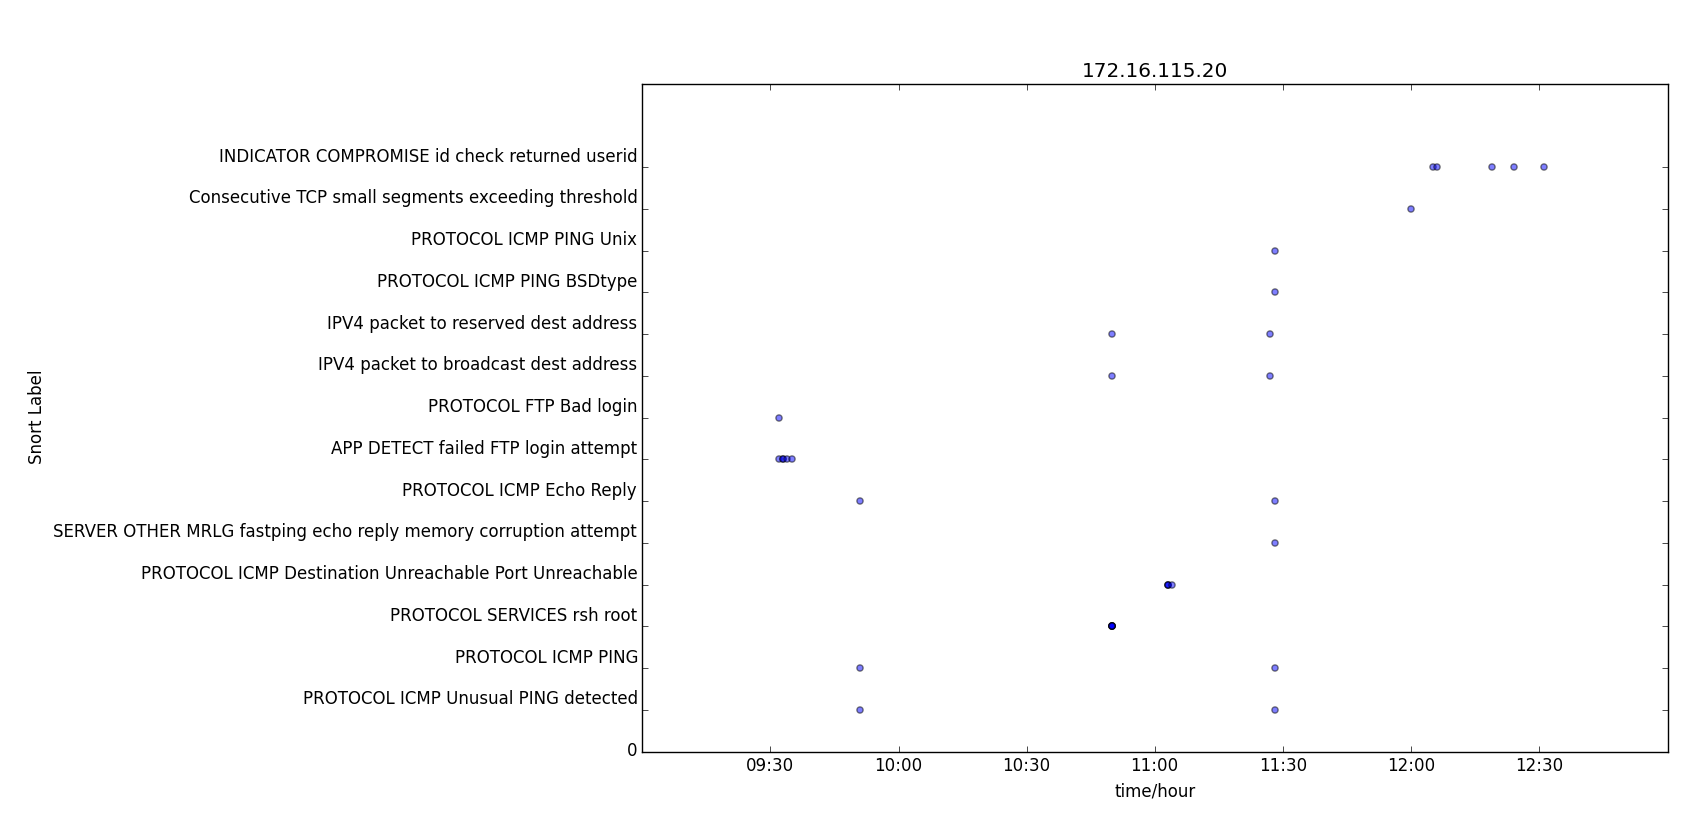 172.16.115.20
INDICATOR COMPROMISE id check returned userid
Consecutive TCP small segments exceeding threshold
PROTOCOL ICMP PING Unix
PROTOCOL ICMP PING BSDtype
IPV4 packet to reserved dest address
IPV4 packet to broadcast dest address
PROTOCOL FTP Bad login
APP DETECT failed FTP login attempt
PROTOCOL ICMP Echo Reply
SERVER OTHER MRLG fastping echo reply memory corruption attempt
PROTOCOL ICMP Destination Unreachable Port Unreachable
PROTOCOL SERVICES rsh root
PROTOCOL ICMP PING
PROTOCOL ICMP Unusual PING detected
0
Snort Label
09:30 10:00 10:30 11:00 11:30 12:00 12:30
time/hour